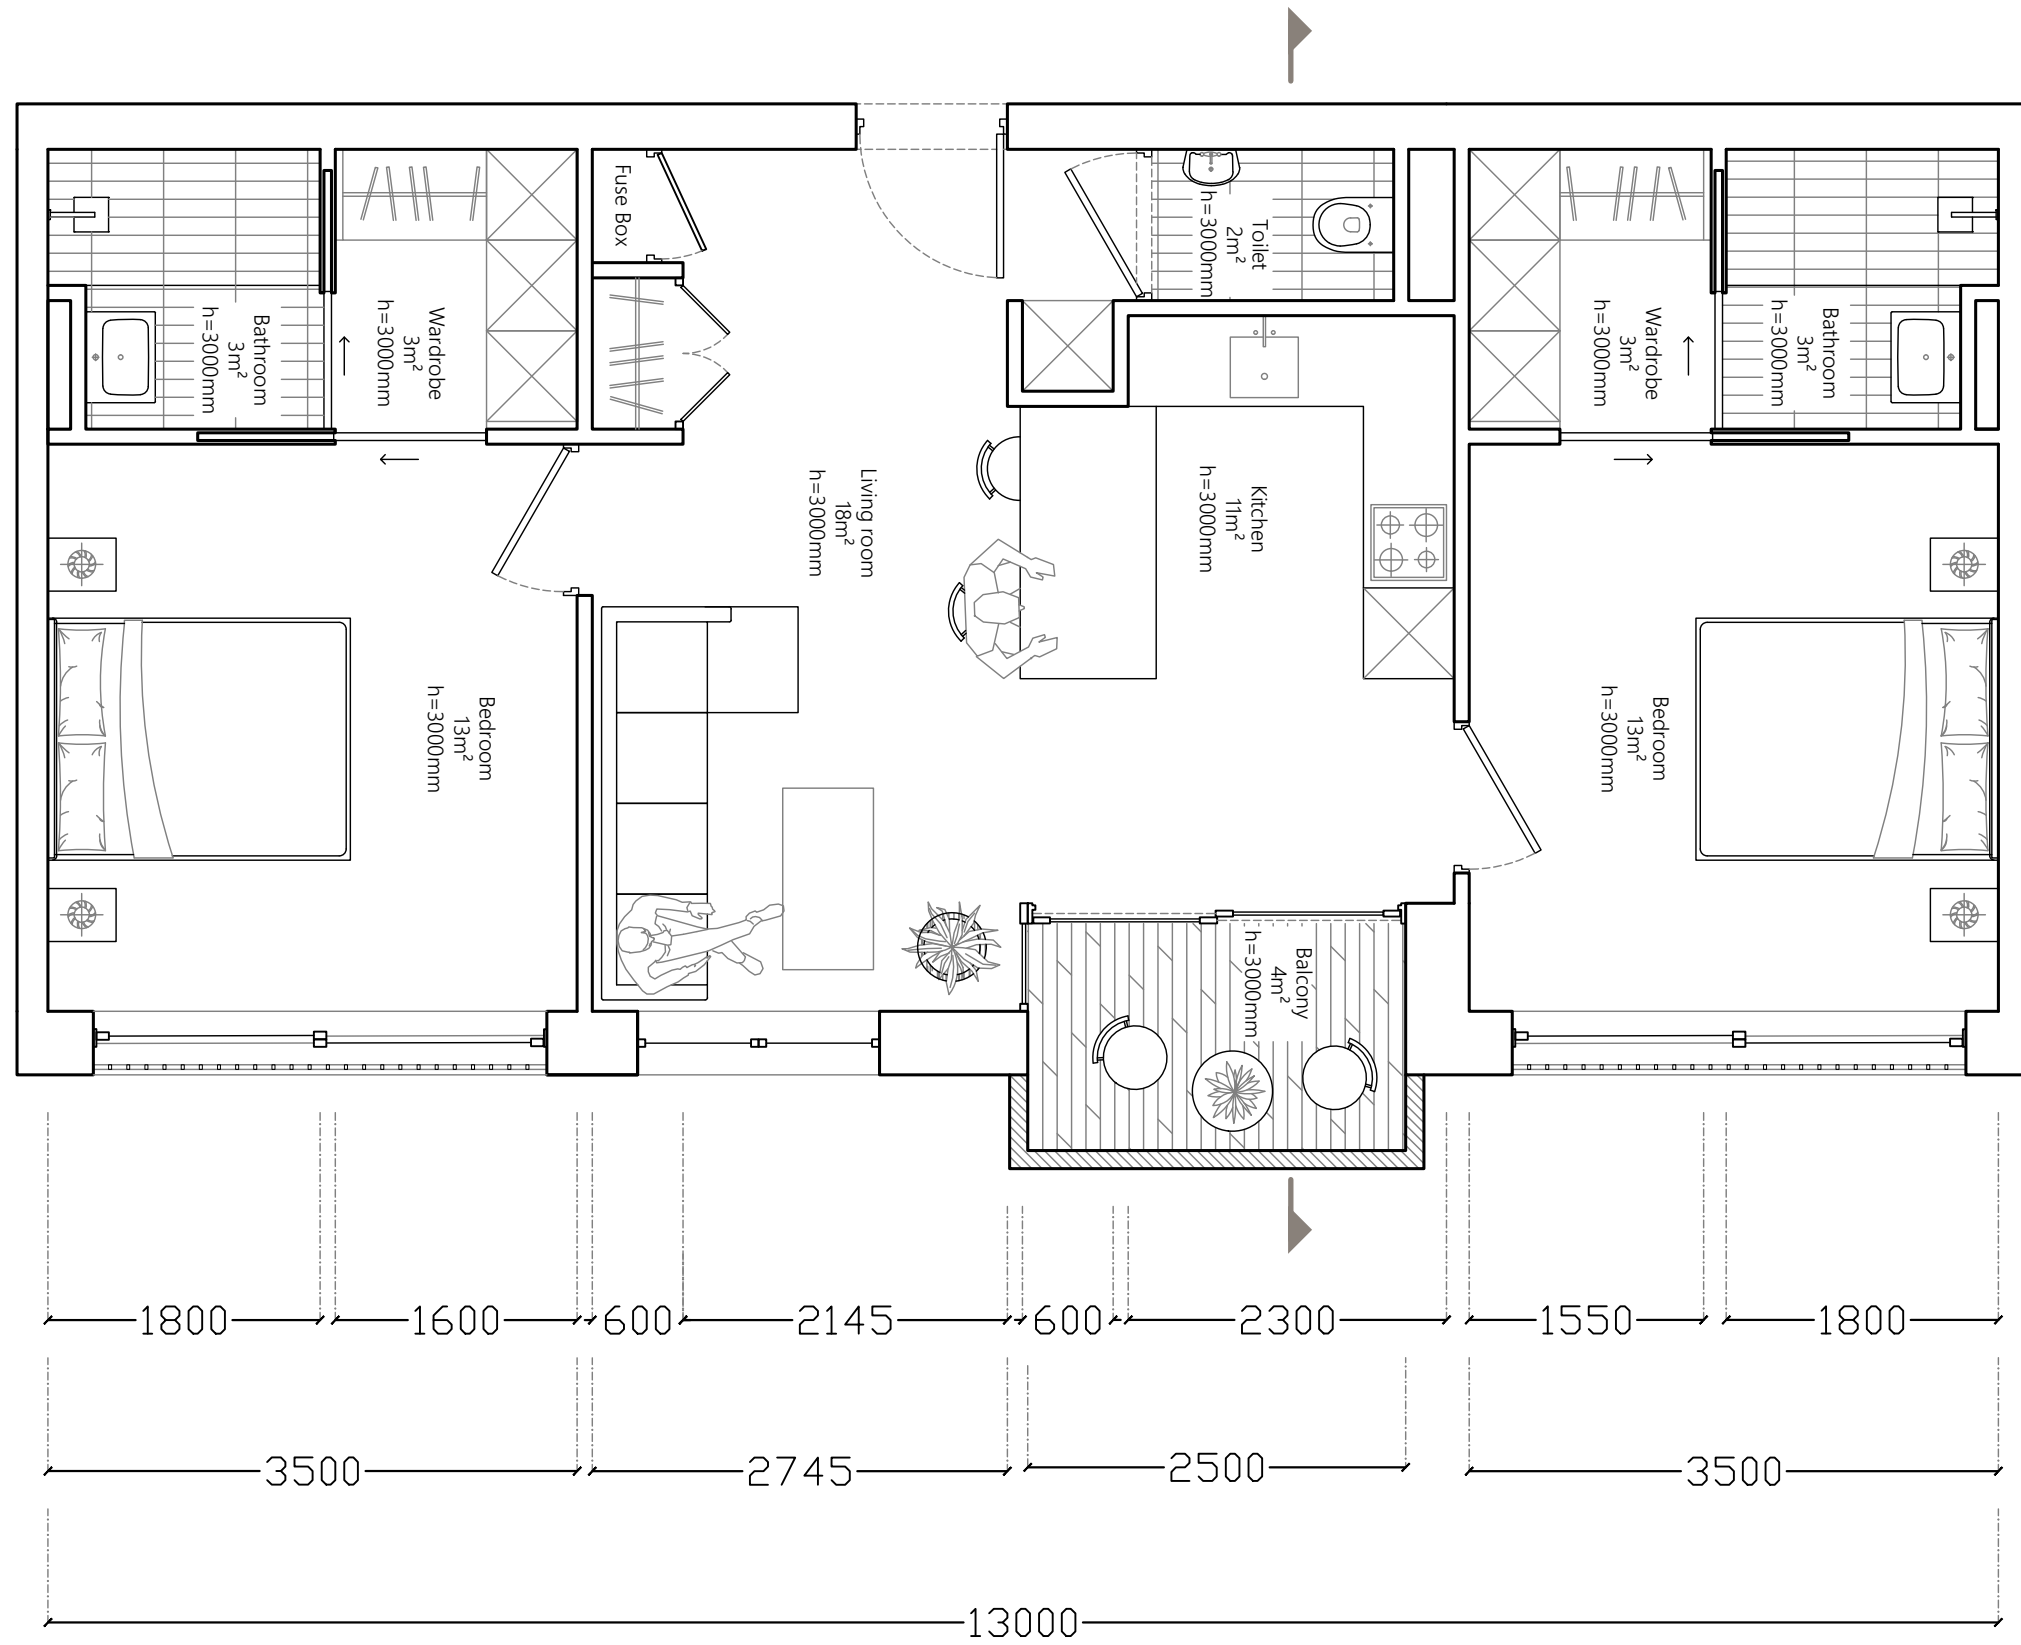 Fuse Box
Toilet
2m²
h=3000mm
Bathroom
3m²
h=3000mm
Wardrobe
3m²
h=3000mm
Wardrobe
3m²
h=3000mm
Bathroom
3m²
h=3000mm
Living room
18m²
h=3000mm
Kitchen
11m²
h=3000mm
Bedroom
13m²
h=3000mm
Bedroom
13m²
h=3000mm
Balcony
4m²
h=3000mm
1800 1600 600 2145 600 2300 1550 1800
3500 2745 2500 3500
13000